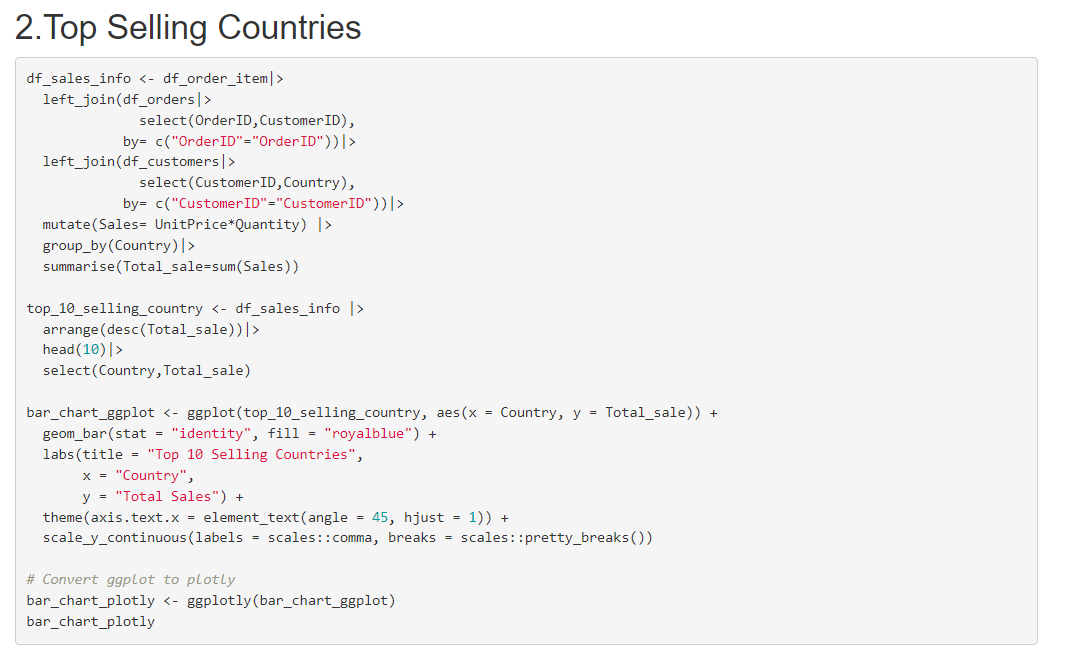 2.Top Selling Countries
df_sales_info <- df_order_item|>
  left_join(df_orders|>
              select(OrderID,CustomerID),
            by= c("OrderID"="OrderID"))|>
  left_join(df_customers|>
              select(CustomerID,Country),
            by= c("CustomerID"="CustomerID"))|>
  mutate(Sales= UnitPrice*Quantity) |>
  group_by(Country)|>
  summarise(Total_sale=sum(Sales))

top_10_selling_country <- df_sales_info |>
  arrange(desc(Total_sale))|>
  head(10)|>
  select(Country,Total_sale)

bar_chart_ggplot <- ggplot(top_10_selling_country, aes(x = Country, y = Total_sale)) +
  geom_bar(stat = "identity", fill = "royalblue") +
  labs(title = "Top 10 Selling Countries",
       x = "Country",
       y = "Total Sales") +
  theme(axis.text.x = element_text(angle = 45, hjust = 1)) +
  scale_y_continuous(labels = scales::comma, breaks = scales::pretty_breaks())

# Convert ggplot to plotly
bar_chart_plotly <- ggplotly(bar_chart_ggplot)
bar_chart_plotly